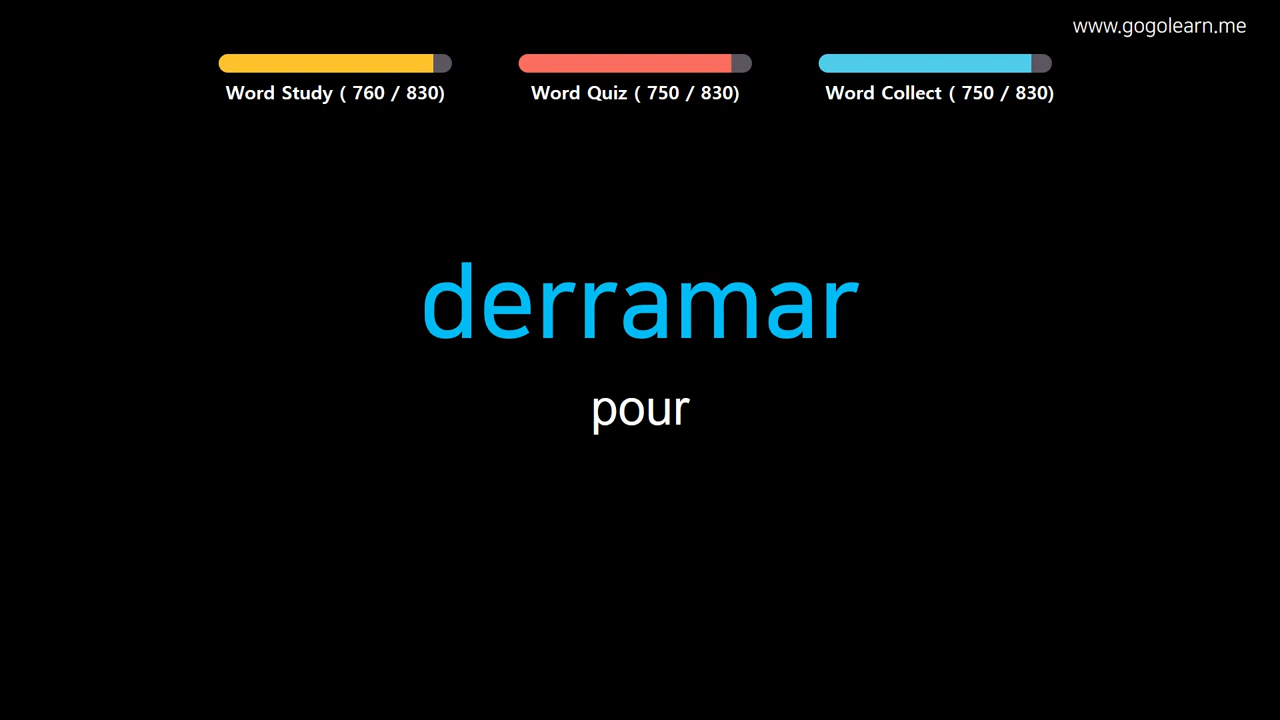 www.gogolearn.me
Word Study ( 760 / 830)
Word Quiz ( 750 / 830)
Word Collect ( 750 / 830)
derramar
pour